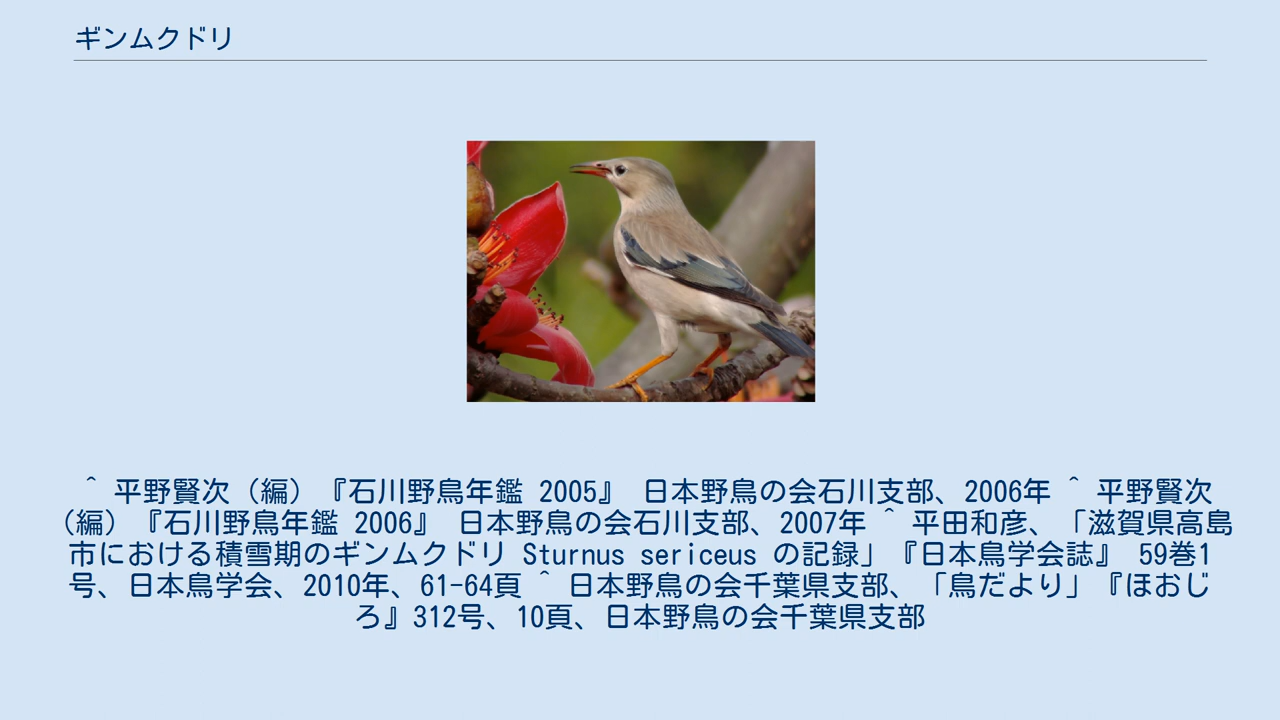 ギンムクドリ
^ 平野賢次（編）『石川野鳥年鑑 2005』 日本野鳥の会石川支部、2006年 ^ 平野賢次
（編）『石川野鳥年鑑 2006』 日本野鳥の会石川支部、2007年 ^ 平田和彦、「滋賀県高島
市における積雪期のギンムクドリ Sturnus sericeus の記録」『日本鳥学会誌』 59巻1
号、日本鳥学会、2010年、61-64頁 ^ 日本野鳥の会千葉県支部、「鳥だより」『ほおじ
ろ』312号、10頁、日本野鳥の会千葉県支部